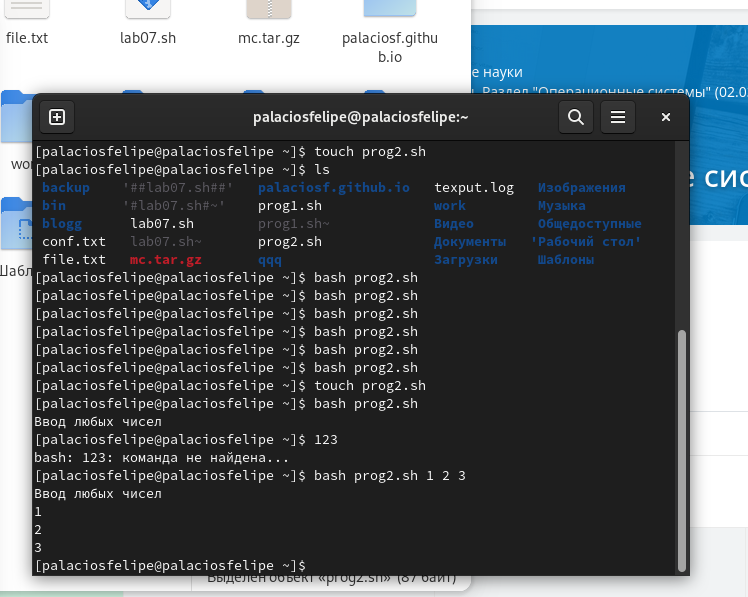 file.txt lab07.sh mc.tar.gz palaciosf.githu
b.io
е науки
Раздел "Операционные системы" (02.0
palaciosfelipe@palaciosfelipe:~
[palaciosfelipe@palaciosfelipe ~]$ touch prog2.sh
[palaciosfelipe@palaciosfelipe ~]$ ls
backup '##lab07.sh##' palaciosf.github.io texput.log Изображения
bin '#lab07.sh#~' prog1.sh work Музыка
blogg lab07.sh prog1.sh~ Видео Общедоступные
conf.txt lab07.sh~ prog2.sh Документы 'Рабочий стол'
file.txt mc.tar.gz qqq Загрузки Шаблоны
[palaciosfelipe@palaciosfelipe ~]$ bash prog2.sh
[palaciosfelipe@palaciosfelipe ~]$ bash prog2.sh
[palaciosfelipe@palaciosfelipe ~]$ bash prog2.sh
[palaciosfelipe@palaciosfelipe ~]$ bash prog2.sh
[palaciosfelipe@palaciosfelipe ~]$ bash prog2.sh
[palaciosfelipe@palaciosfelipe ~]$ bash prog2.sh
[palaciosfelipe@palaciosfelipe ~]$ touch prog2.sh
[palaciosfelipe@palaciosfelipe ~]$ bash prog2.sh
Ввод любых чисел
[palaciosfelipe@palaciosfelipe ~]$ 123
bash: 123: команда не найдена...
[palaciosfelipe@palaciosfelipe ~]$ bash prog2.sh 1 2 3
Ввод любых чисел
1
2
3
[palaciosfelipe@palaciosfelipe ~]$
wor
е сис
Шабл
Выделен объект «prog2.sh» (87 байт)